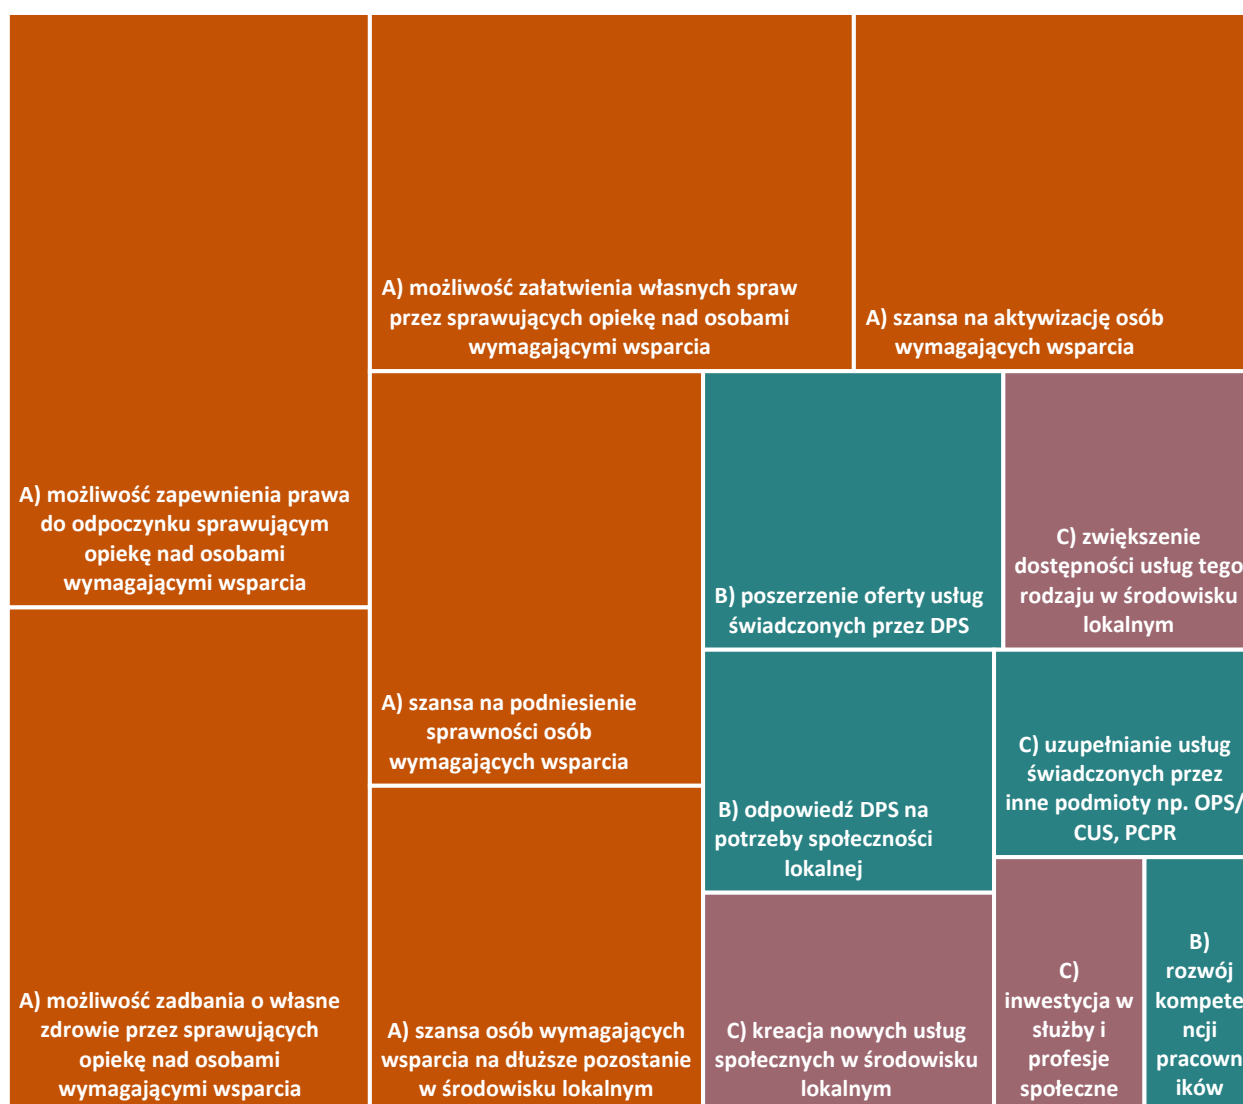 A) możliwość zapewnienia prawa
do odpoczynku sprawującym
opiekę nad osobami
wymagającymi wsparcia
A) możliwość zadbania o własne
zdrowie przez sprawujących
opiekę nad osobami
wymagającymi wsparcia
A) możliwość załatwienia własnych spraw
przez sprawujących opiekę nad osobami
wymagającymi wsparcia
A) szansa na aktywizację osób
wymagających wsparcia
A) szansa na podniesienie
sprawności osób
wymagających wsparcia
A) szansa osób wymagających
wsparcia na dłuższe pozostanie
w środowisku lokalnym
B) poszerzenie oferty usług
świadczonych przez DPS
C) zwiększenie
dostępności usług tego
rodzaju w środowisku
lokalnym
B) odpowiedź DPS na
potrzeby społeczności
lokalnej
C) uzupełnianie usług
świadczonych przez
inne podmioty np. OPS/
CUS, PCPR
C) kreacja nowych usług
społecznych w środowisku
lokalnym
C)
inwestycja w
służby i
profesje
społeczne
B)
rozwój
kompete
ncji
pracown
ików